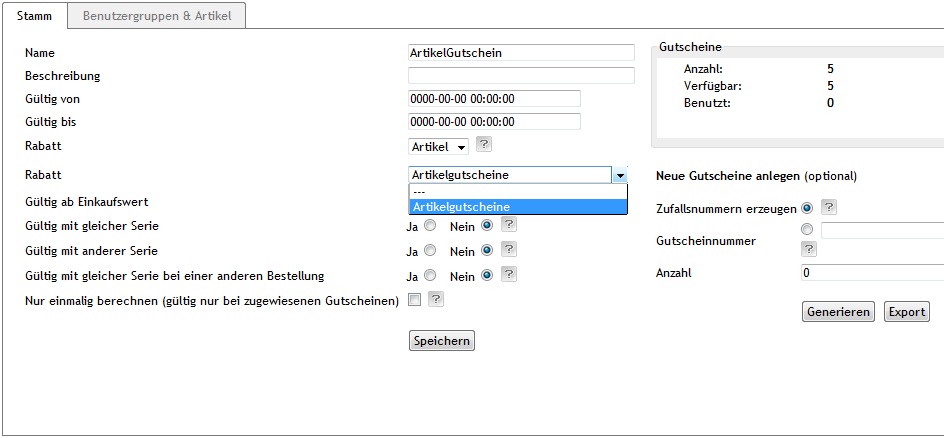 Stamm
Benutzergruppen & Artikel
Name
ArtikelGutschein
Beschreibung
Gültig von
0000-00-00 00:00:00
Gültig bis
0000-00-00 00:00:00
Rabatt
Artikel
?
Rabatt
Artikelgutscheine
---
Artikelgutscheine
Gültig ab Einkaufswert
Gültig mit gleicher Serie
Ja Nein ?
Gültig mit anderer Serie
Ja Nein ?
Gültig mit gleicher Serie bei einer anderen Bestellung
Ja Nein ?
Nur einmalig berechnen (gültig nur bei zugewiesenen Gutscheinen)
?
Speichern
Gutscheine
Anzahl: 5
Verfügbar: 5
Benutzt: 0
Neue Gutscheine anlegen (optional)
Zufallsnummern erzeugen ?
Gutscheinnummer
?
Anzahl
0
Generieren
Export